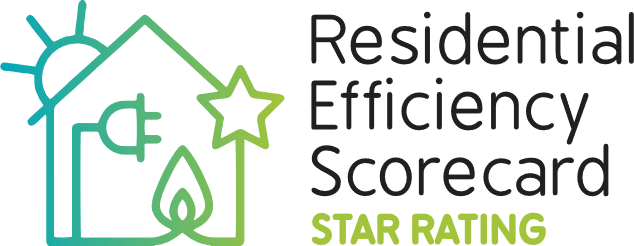 Residential
Efficiency
Scorecard
STAR RATING